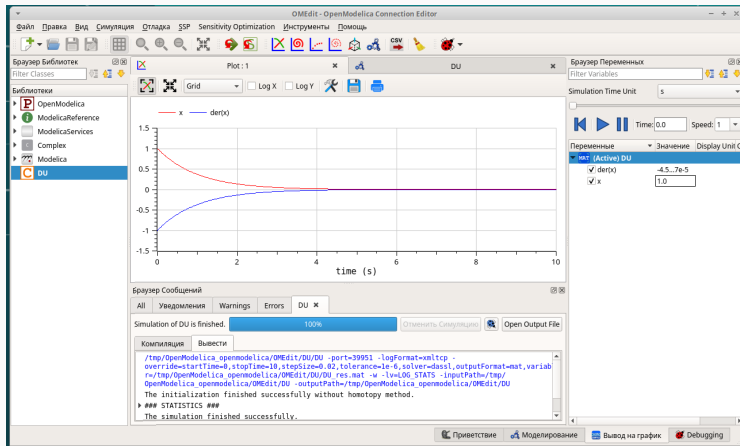 OMEdit - OpenModelica Connection Editor
Файл Правка Вид Симуляция Отладка SSP Sensitivity Optimization Инструменты Помощь
CSV
Браузер Библиотек
Filter Classes
Библиотеки
P OpenModelica
i ModelicaReference
ModelicaServices
Complex
Modelica
C DU
Plot : 1
DU
Grid
Log X
Log Y
x der(x)
1.5
1
0.5
0
-0.5
-1
-1.5
0 2 4 6 8 10
time (s)
Браузер Сообщений
All Уведомления Warnings Errors DU
Simulation of DU is finished. 100% Отменить Симуляцию Open Output File
Компиляция Вывести
/tmp/OpenModelica_openmodelica/OMEdit/DU/DU -port=39951 -logFormat=xmltcp -
override=startTime=0,stopTime=10,stepSize=0.02,tolerance=1e-6,solver=dassl,outputFormat=mat,variab
r=/tmp/OpenModelica_openmodelica/OMEdit/DU/DU_res.mat -w -lv=LOG_STATS -inputPath=/tmp/
OpenModelica_openmodelica/OMEdit/DU -outputPath=/tmp/OpenModelica_openmodelica/OMEdit/DU
The initialization finished successfully without homotopy method.
### STATISTICS ###
The simulation finished successfully.
Браузер Переменных
Filter Variables
Simulation Time Unit s
Time: 0.0 Speed: 1
Переменные Значение Display Unit
MAT (Active) DU
der(x) -4.5...7e-5
x 1.0
Приветствие Моделирование Вывод на график Debugging